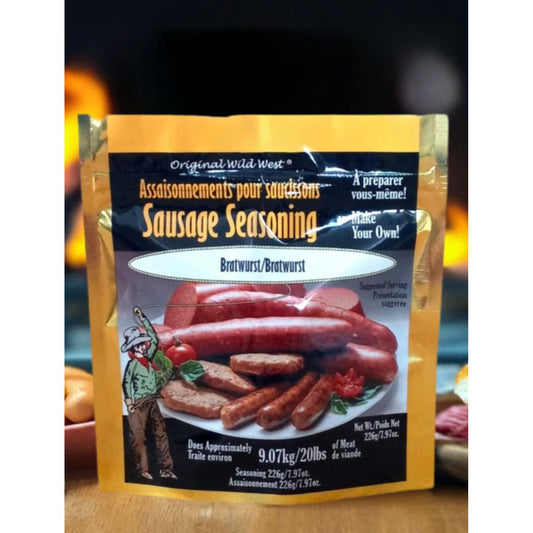 Original Wild West®
Assaisonnements pour saucissons
Sausage Seasoning
À préparer
vous-même!
Make
Your Own!
Bratwurst/Bratwurst
Suggested Serving
Présentation
suggérée
Net Wt./Poids Net
226g/7.97oz.
Does Approximately
Traite environ
9.07kg/20lbs
of Meat
de viande
Seasoning 226g/7.97oz.
Assaisonnement 226g/7.97oz.